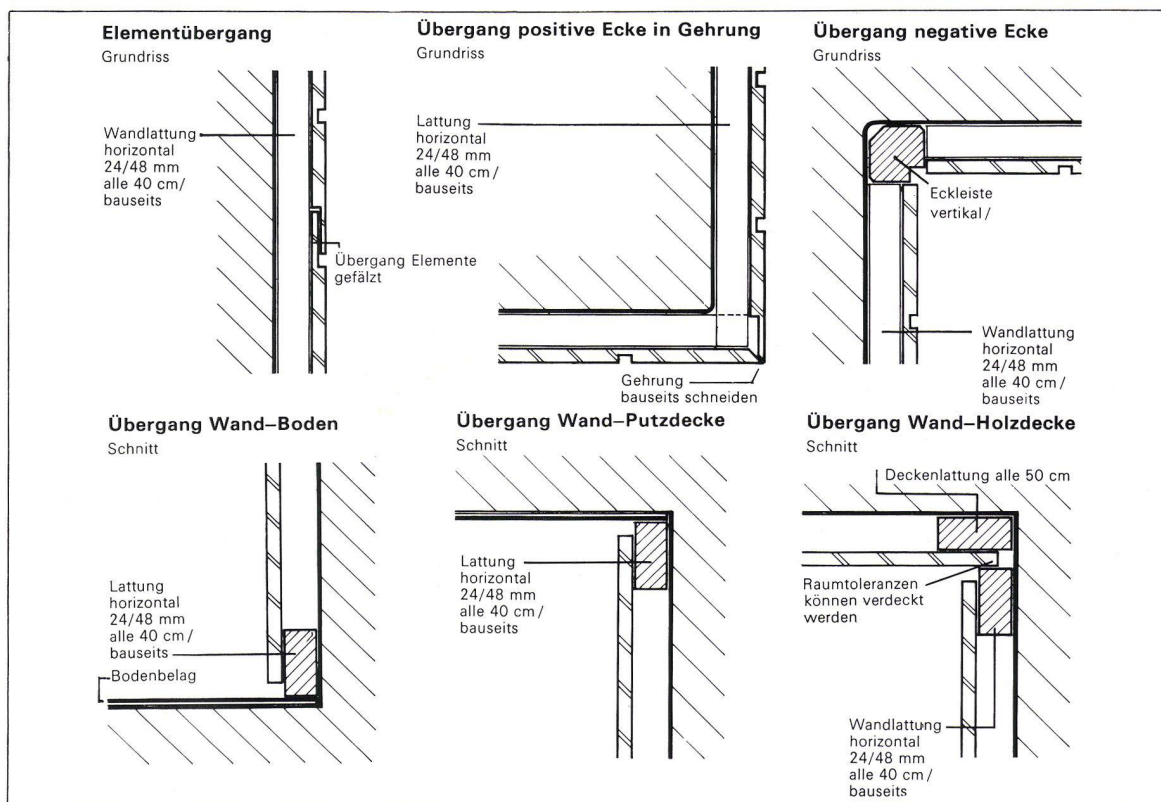 Elementübergang
Grundriss
Wandlattung
horizontal
24/48 mm
alle 40 cm/
bauseits
Übergang Elemente
gefälzt
Übergang positive Ecke in Gehrung
Grundriss
Lattung
horizontal
24/48 mm
alle 40 cm/
bauseits
Gehrung
bauseits schneiden
Übergang negative Ecke
Grundriss
Eckleiste
vertikal/
Wandlattung
horizontal
24/48 mm
alle 40 cm/
bauseits
Übergang Wand–Boden
Schnitt
Lattung
horizontal
24/48 mm
alle 40 cm/
bauseits
Bodenbelag
Übergang Wand–Putzdecke
Schnitt
Lattung
horizontal
24/48 mm
alle 40 cm/
bauseits
Übergang Wand–Holzdecke
Schnitt
Deckenlattung alle 50 cm
Raumtoleranzen
können verdeckt
werden
Wandlattung
horizontal
24/48 mm
alle 40 cm/
bauseits